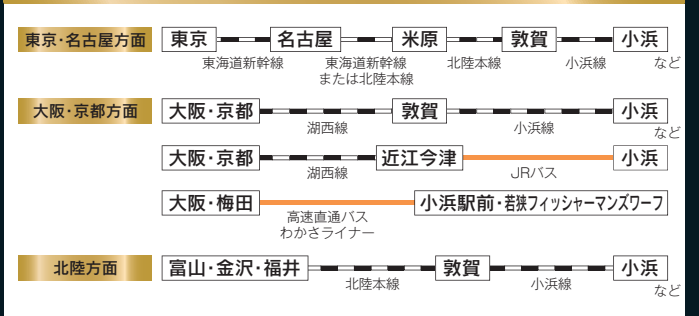 東京・名古屋方面
東京 名古屋 米原 敦賀 小浜
東海道新幹線 東海道新幹線 または北陸本線 北陸本線 小浜線 など
大阪・京都方面
大阪・京都 敦賀 小浜
湖西線 小浜線 など
大阪・京都 近江今津 小浜
湖西線 JRバス
大阪・梅田 小浜駅前・若狭フィッシャーマンズワーフ
高速直通バス
わかさライナー
北陸方面
富山・金沢・福井 敦賀 小浜
北陸本線 小浜線 など